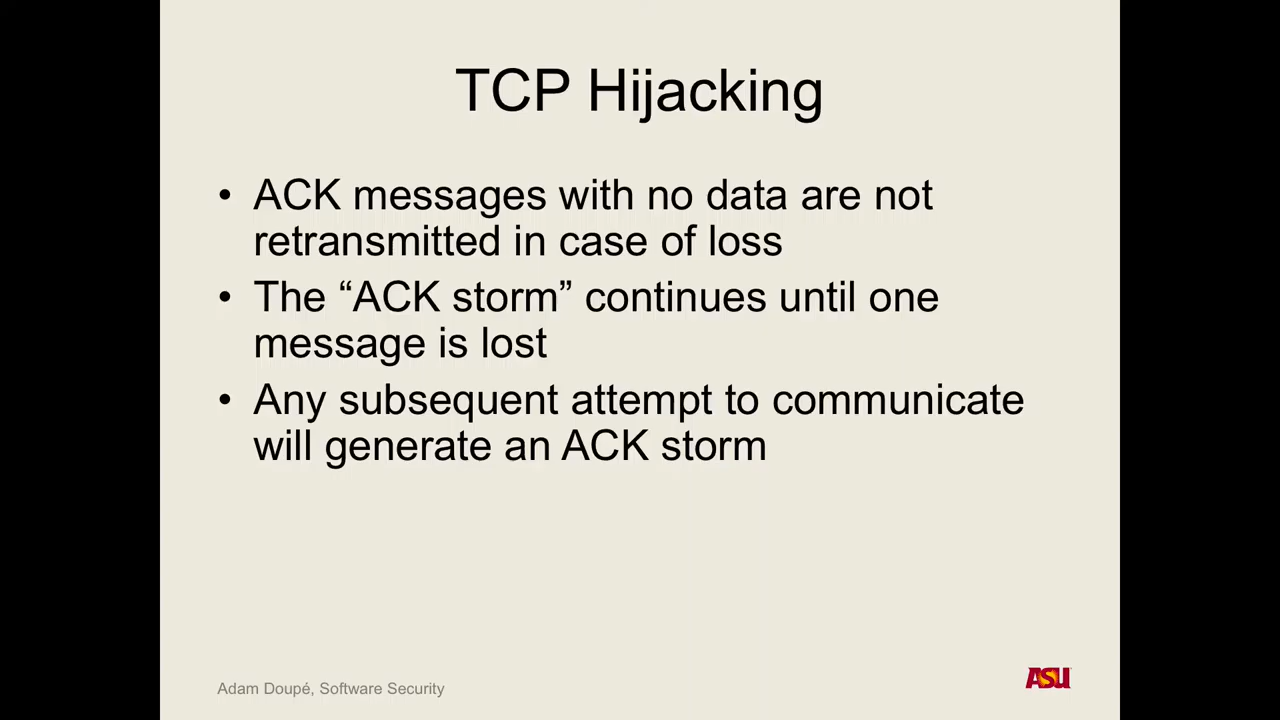 TCP Hijacking
• ACK messages with no data are not
retransmitted in case of loss
• The “ACK storm” continues until one
message is lost
• Any subsequent attempt to communicate
will generate an ACK storm
Adam Doupé, Software Security
ASU